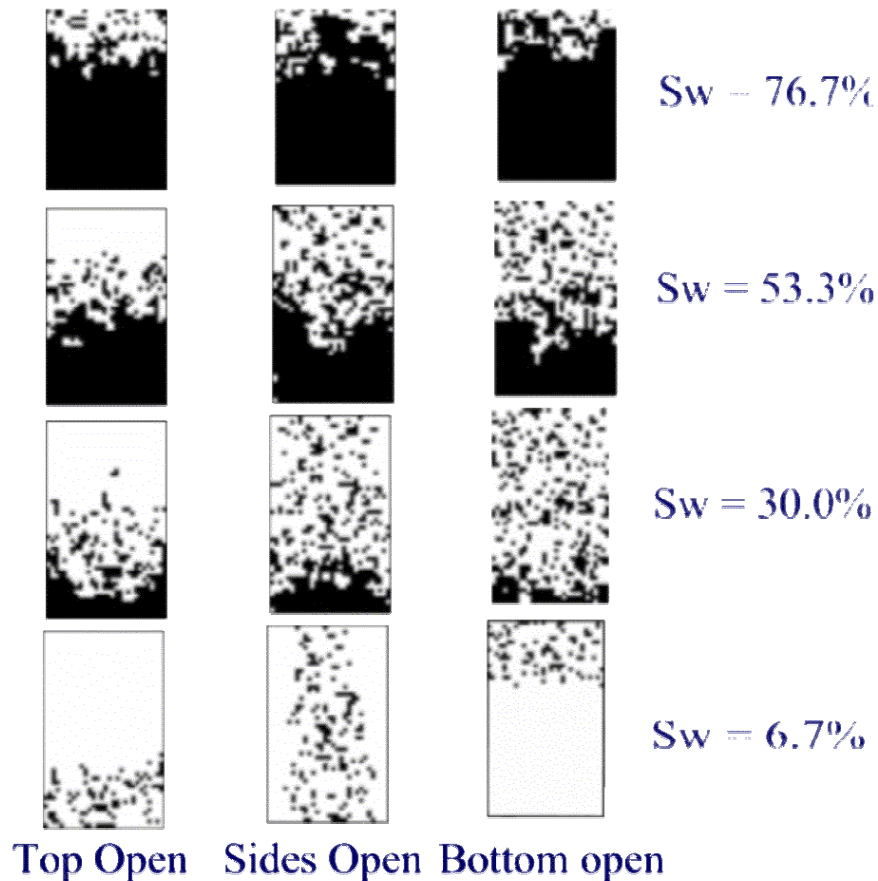 Sw = 76.7%
Sw = 53.3%
Sw = 30.0%
Sw = 6.7%
Top Open Sides Open Bottom open